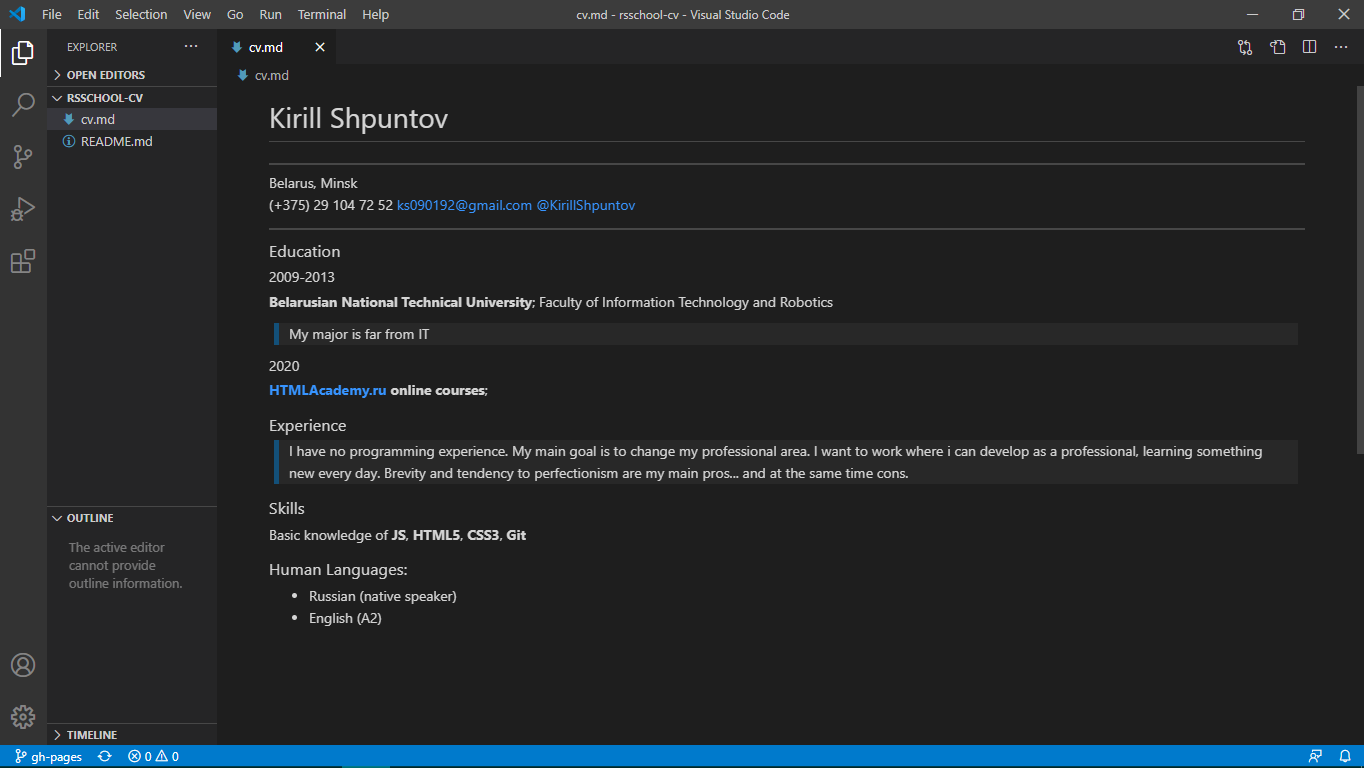 File Edit Selection View Go Run Terminal Help
cv.md - rsschool-cv - Visual Studio Code
EXPLORER
OPEN EDITORS
RSSCHOOL-CV
cv.md
README.md
OUTLINE
The active editor
cannot provide
outline information.
TIMELINE
cv.md
cv.md
Kirill Shpuntov
Belarus, Minsk
(+375) 29 104 72 52 ks090192@gmail.com @KirillShpuntov
Education
2009-2013
Belarusian National Technical University; Faculty of Information Technology and Robotics
My major is far from IT
2020
HTMLAcademy.ru online courses;
Experience
I have no programming experience. My main goal is to change my professional area. I want to work where i can develop as a professional, learning something
new every day. Brevity and tendency to perfectionism are my main pros... and at the same time cons.
Skills
Basic knowledge of JS, HTML5, CSS3, Git
Human Languages:
Russian (native speaker)
English (A2)
gh-pages 0 0